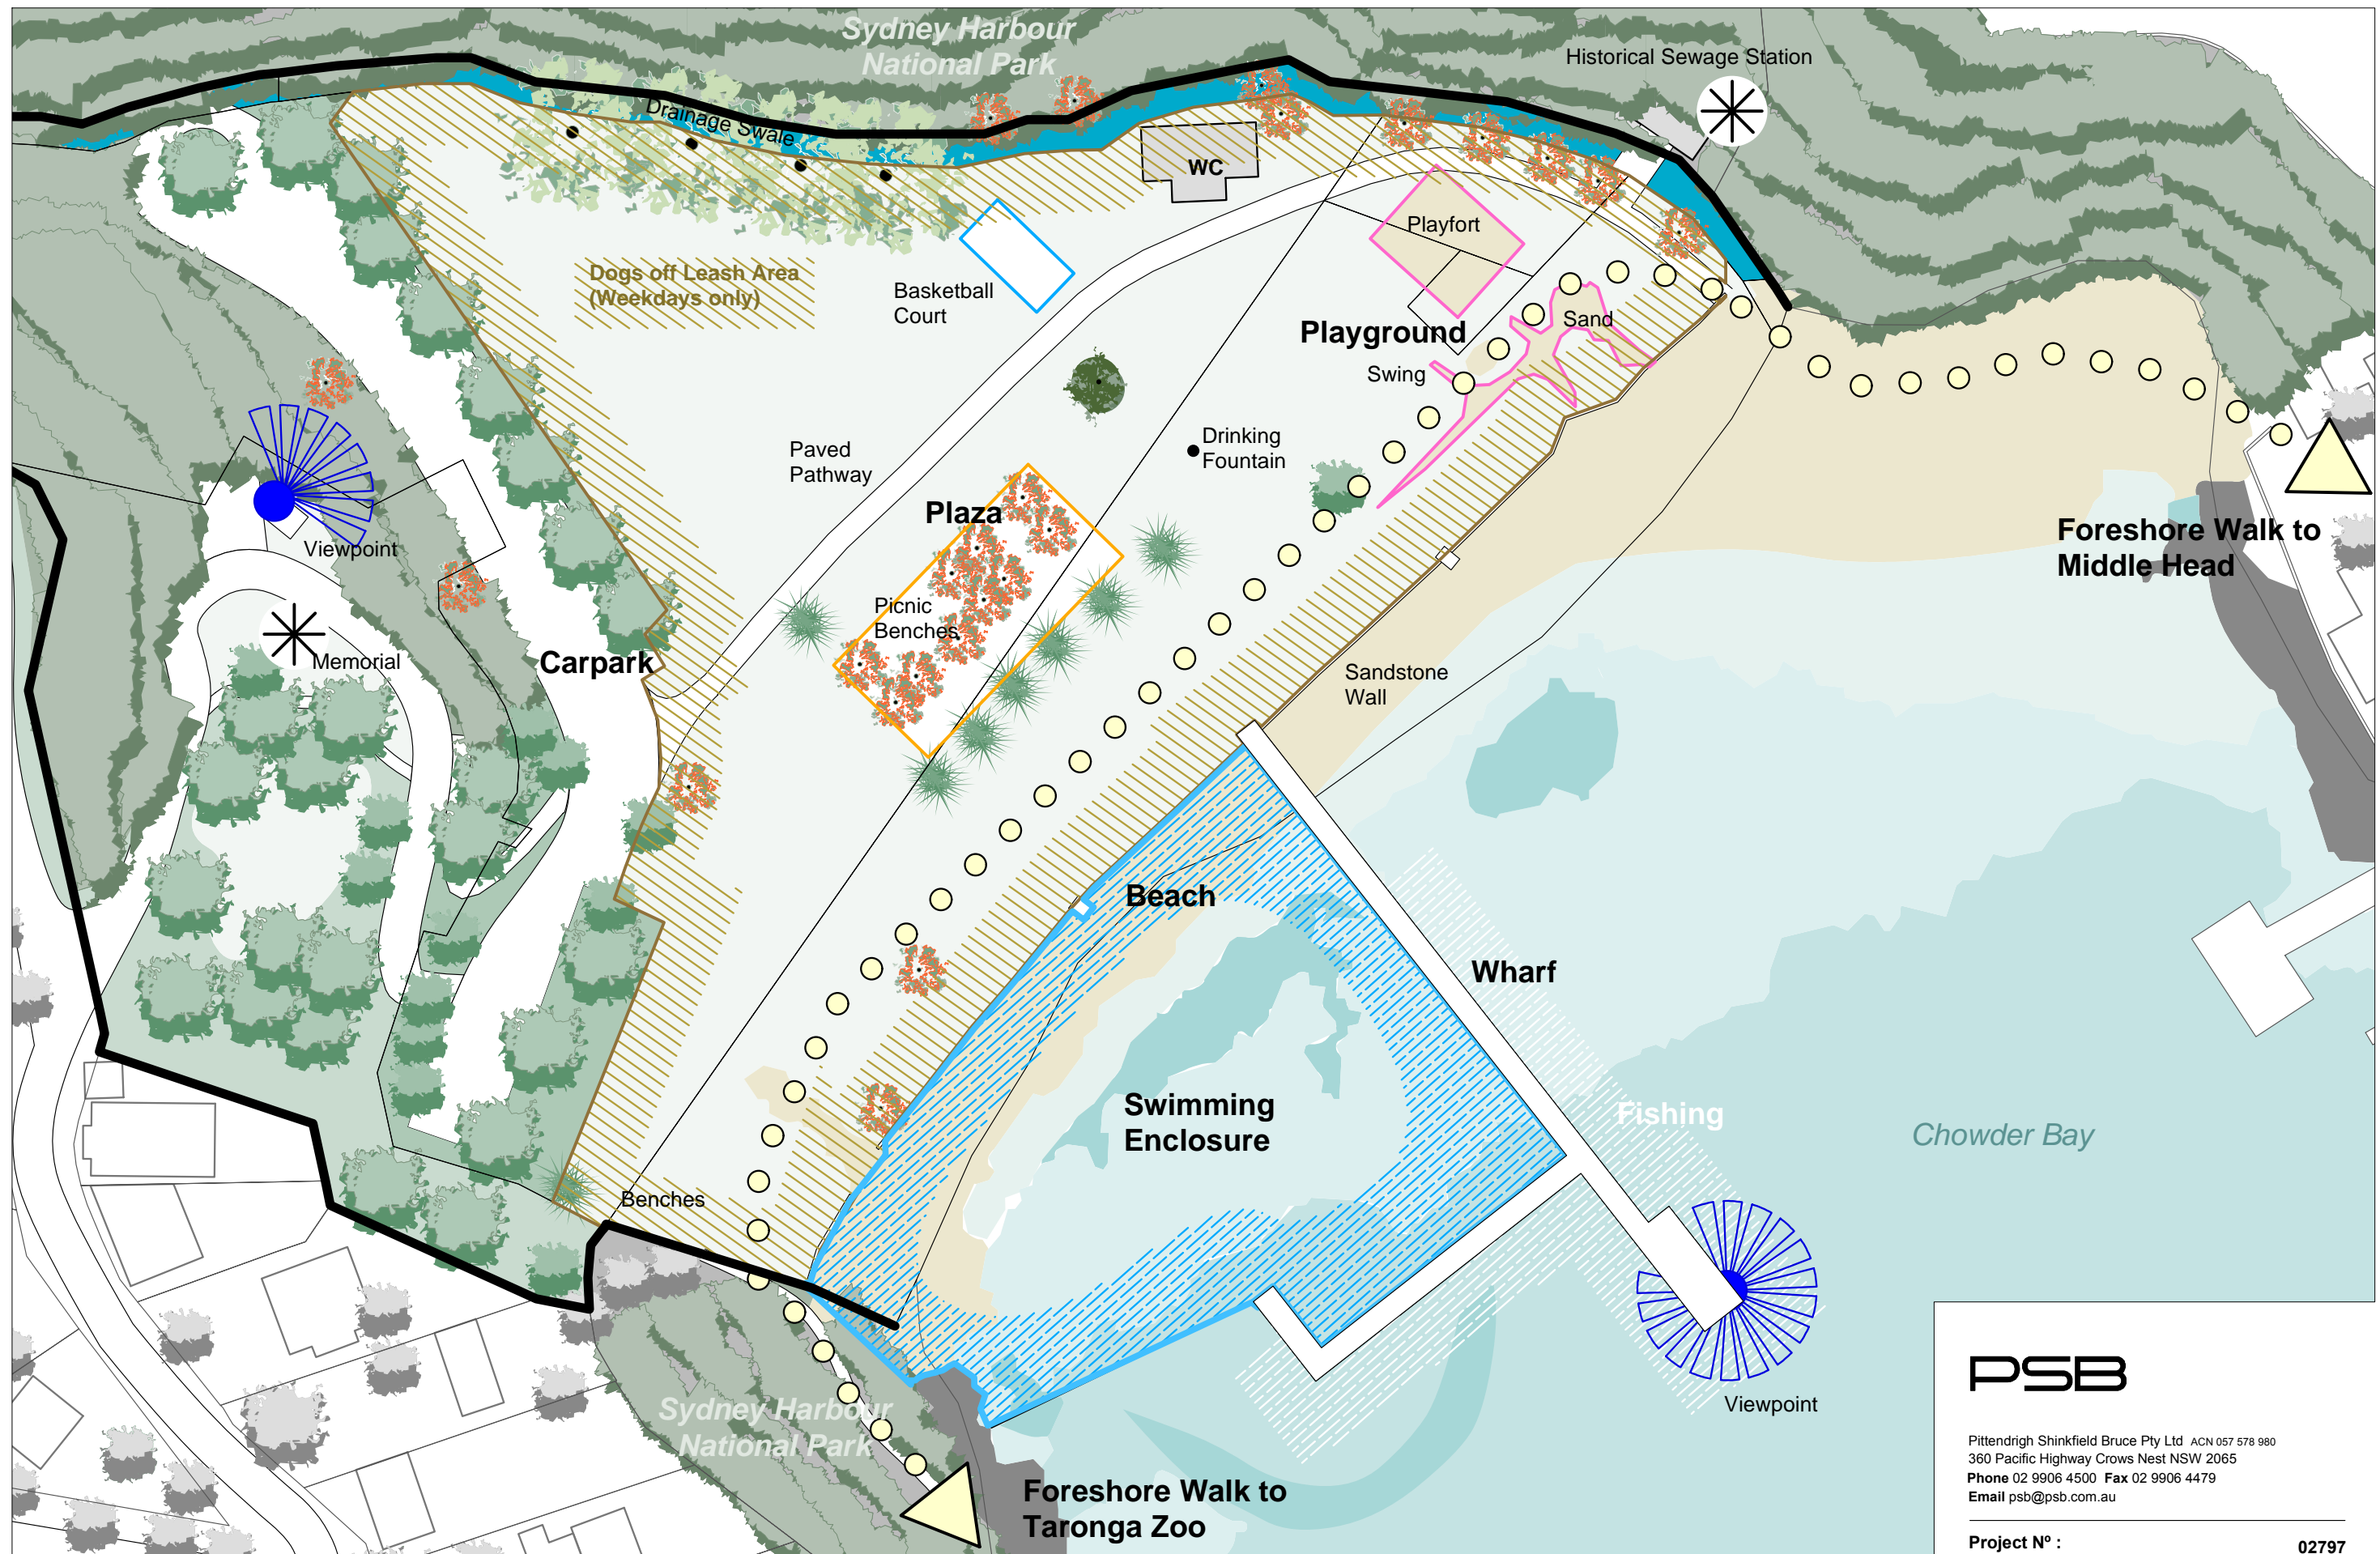 Sydney Harbour
National Park
Historical Sewage Station
Drainage Swale
WC
Playfort
Dogs off Leash Area
(Weekdays only)
Basketball
Court
Playground
Sand
Swing
Drinking
Fountain
Paved
Pathway
Plaza
Viewpoint
Foreshore Walk to
Middle Head
Picnic
Benches
Memorial
Carpark
Sandstone
Wall
Beach
Wharf
Swimming
Enclosure
Fishing
Chowder Bay
Benches
Viewpoint
Sydney Harbour
National Park
Foreshore Walk to
Taronga Zoo
PSB
Pittendrigh Shinkfield Bruce Pty Ltd ACN 057 578 980
360 Pacific Highway Crows Nest NSW 2065
Phone 02 9906 4500 Fax 02 9906 4479
Email psb@psb.com.au
Project Nº : 02797